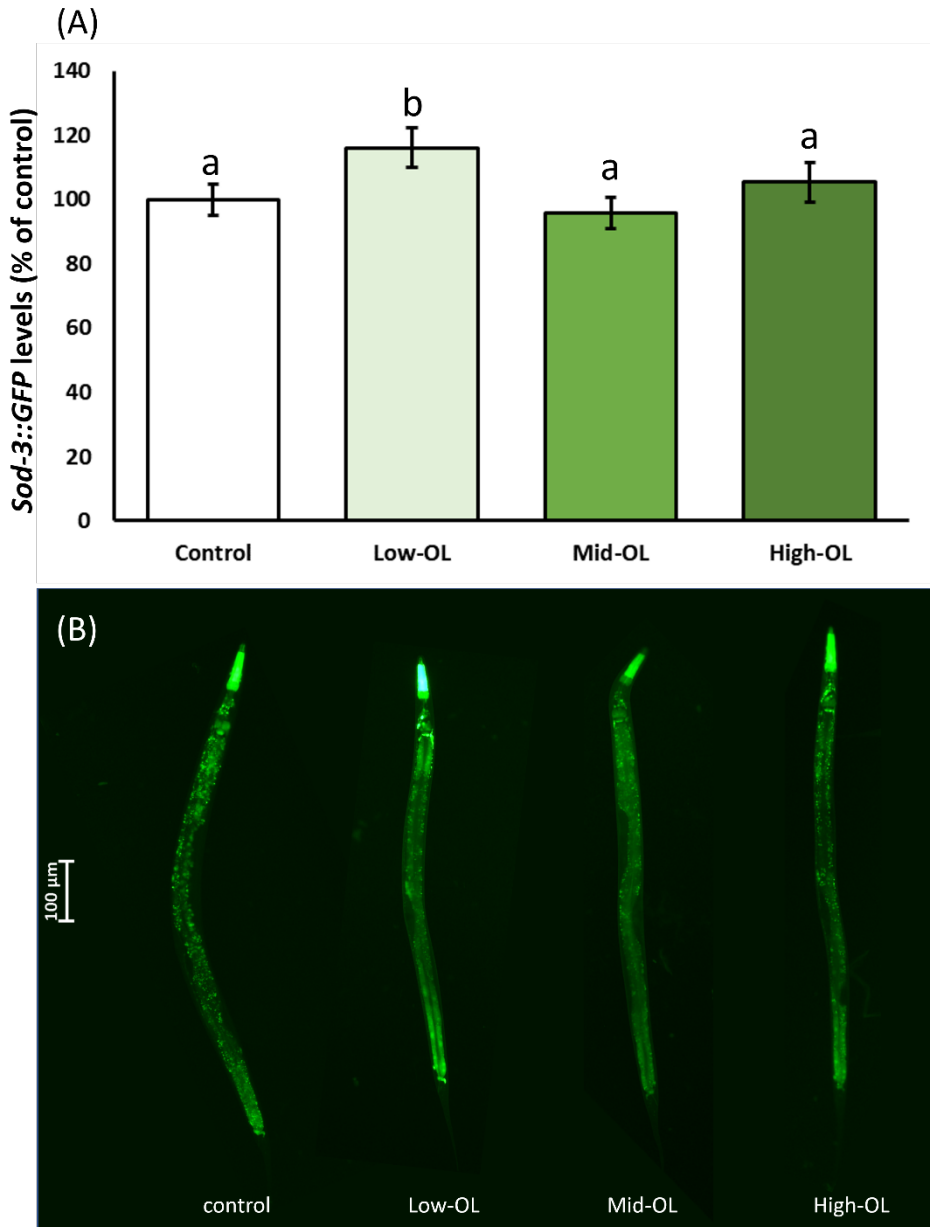 (A)
Sod-3::GFP levels (% of control)
140
120
100
80
60
40
20
0
a
b
a
a
Control
Low-OL
Mid-OL
High-OL
(B)
100 µm
control
Low-OL
Mid-OL
High-OL